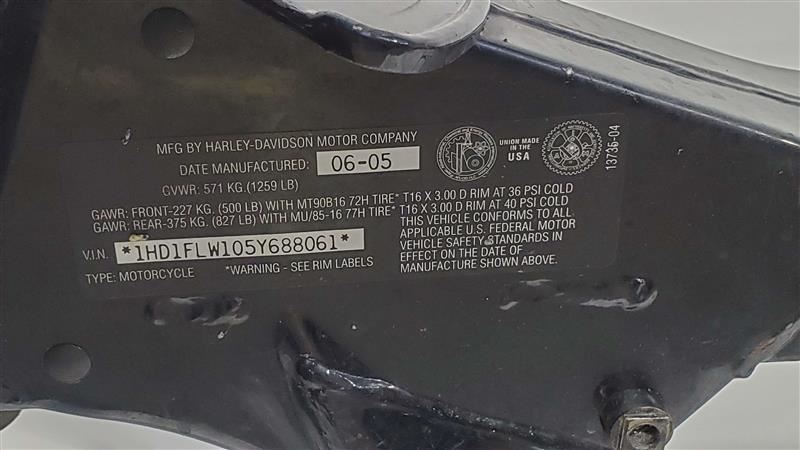 MFG BY HARLEY-DAVIDSON MOTOR COMPANY
DATE MANUFACTURED: 06-05
GVWR: 571 KG.(1259 LB)
GAWR: FRONT-227 KG. (500 LB) WITH MT90B16 72H TIRE* T16 X 3.00 D RIM AT 36 PSI COLD
GAWR: REAR-375 KG. (827 LB) WITH MU/85-16 77H TIRE* T16 X 3.00 D RIM AT 40 PSI COLD
V.I.N. *1HD1FLW105Y688061*
TYPE: MOTORCYCLE *WARNING - SEE RIM LABELS
THIS VEHICLE CONFORMS TO ALL
APPLICABLE U.S. FEDERAL MOTOR
VEHICLE SAFETY STANDARDS IN
EFFECT ON THE DATE OF
MANUFACTURE SHOWN ABOVE.
UNION MADE
IN THE
USA
13736-04